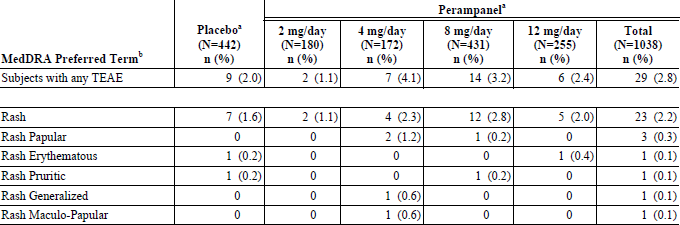 Perampanelᵃ
Placeboᵃ 2 mg/day 4 mg/day 8 mg/day 12 mg/day Total
(N=442) (N=180) (N=172) (N=431) (N=255) (N=1038)
MedDRA Preferred Termᵇ n (%) n (%) n (%) n (%) n (%) n (%)
Subjects with any TEAE 9 (2.0) 2 (1.1) 7 (4.1) 14 (3.2) 6 (2.4) 29 (2.8)
Rash 7 (1.6) 2 (1.1) 4 (2.3) 12 (2.8) 5 (2.0) 23 (2.2)
Rash Papular 0 0 2 (1.2) 1 (0.2) 0 3 (0.3)
Rash Erythematous 1 (0.2) 0 0 0 1 (0.4) 1 (0.1)
Rash Pruritic 1 (0.2) 0 0 1 (0.2) 0 1 (0.1)
Rash Generalized 0 0 1 (0.6) 0 0 1 (0.1)
Rash Maculo-Papular 0 0 1 (0.6) 0 0 1 (0.1)